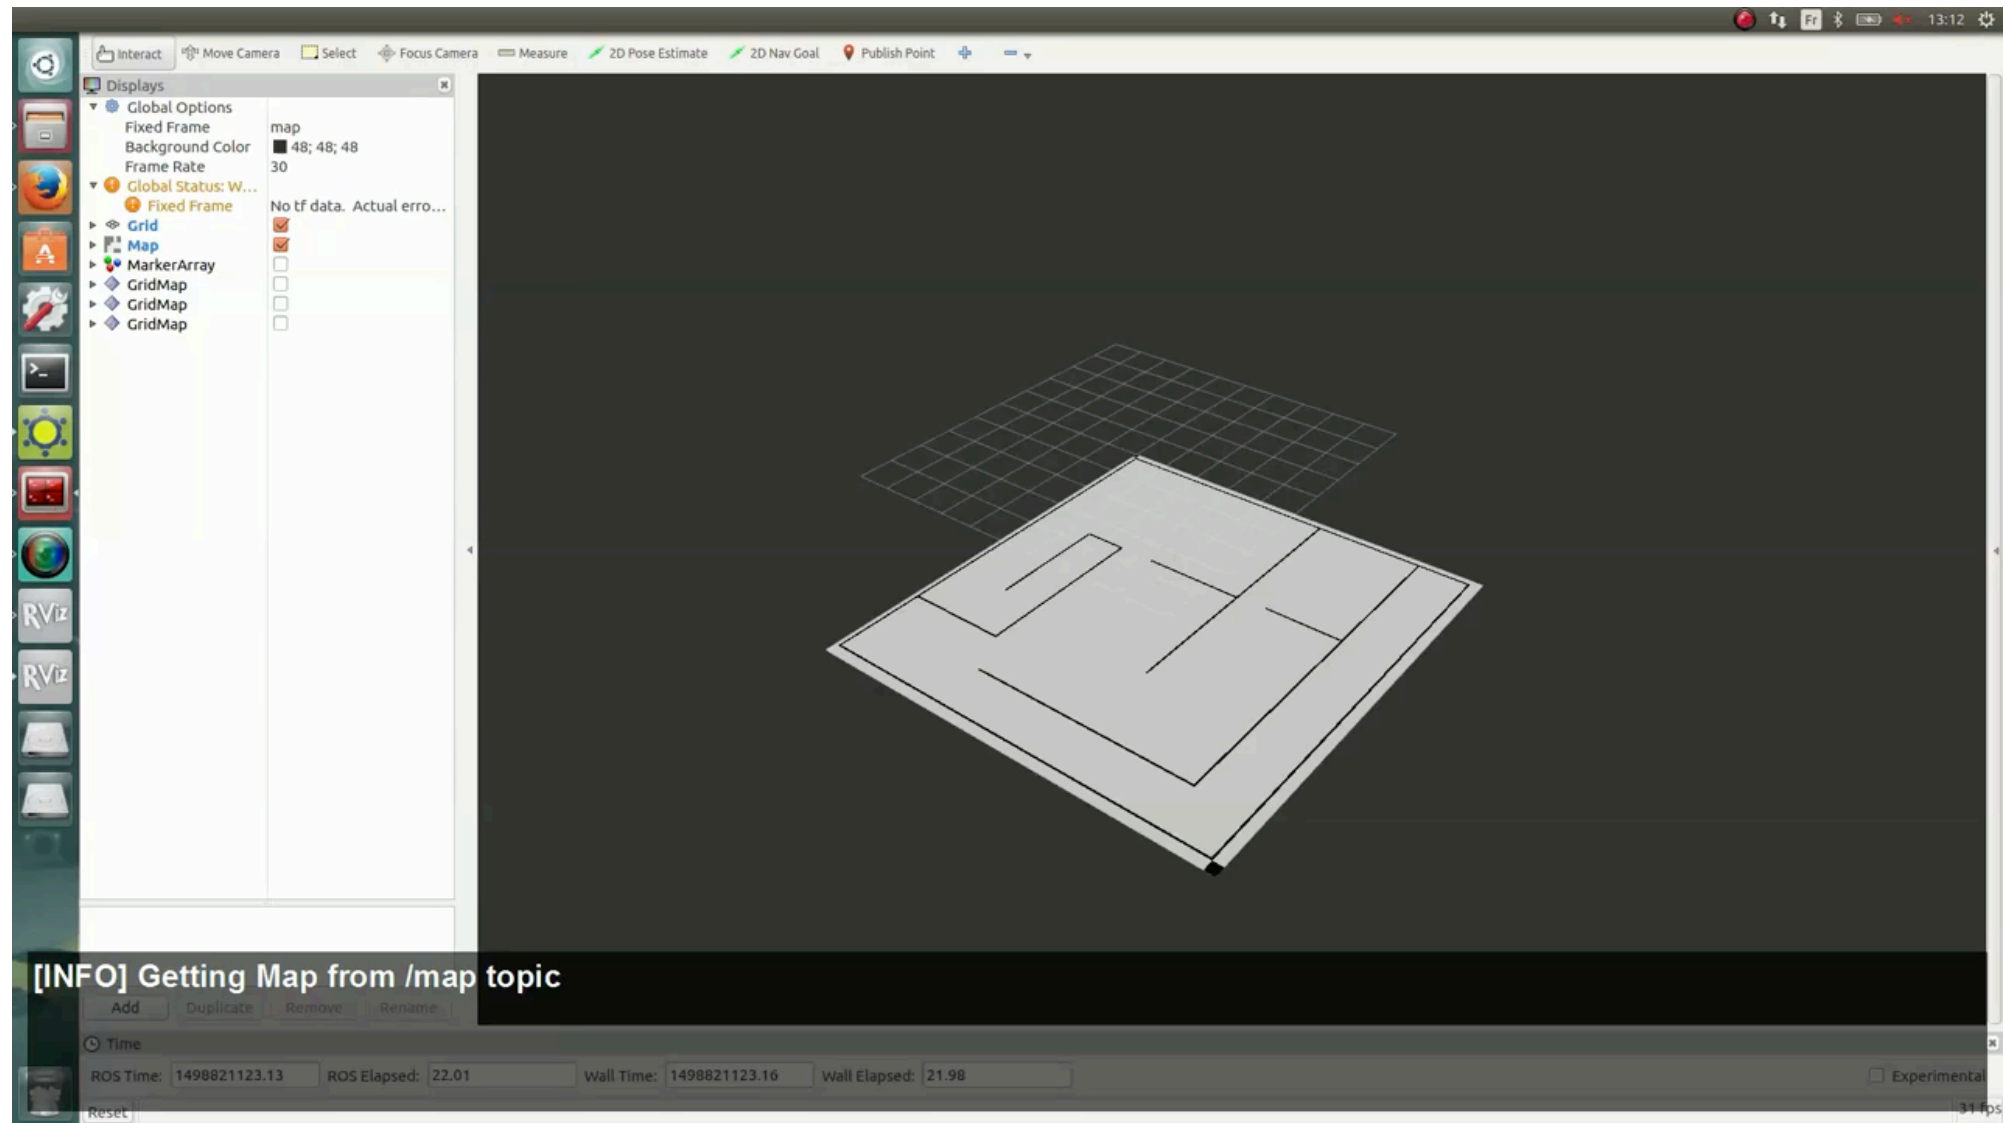 Fr 13:12
Interact Move Camera Select Focus Camera Measure 2D Pose Estimate 2D Nav Goal Publish Point
Displays
Global Options
Fixed Frame map
Background Color 48; 48; 48
Frame Rate 30
Global Status: W...
Fixed Frame No tf data. Actual erro...
Grid
Map
MarkerArray
GridMap
GridMap
GridMap
RViz
RViz
[INFO] Getting Map from /map topic
Add Duplicate Remove Rename
Time
ROS Time: 1498821123.13 ROS Elapsed: 22.01 Wall Time: 1498821123.16 Wall Elapsed: 21.98 Experimental
Reset 31 fps